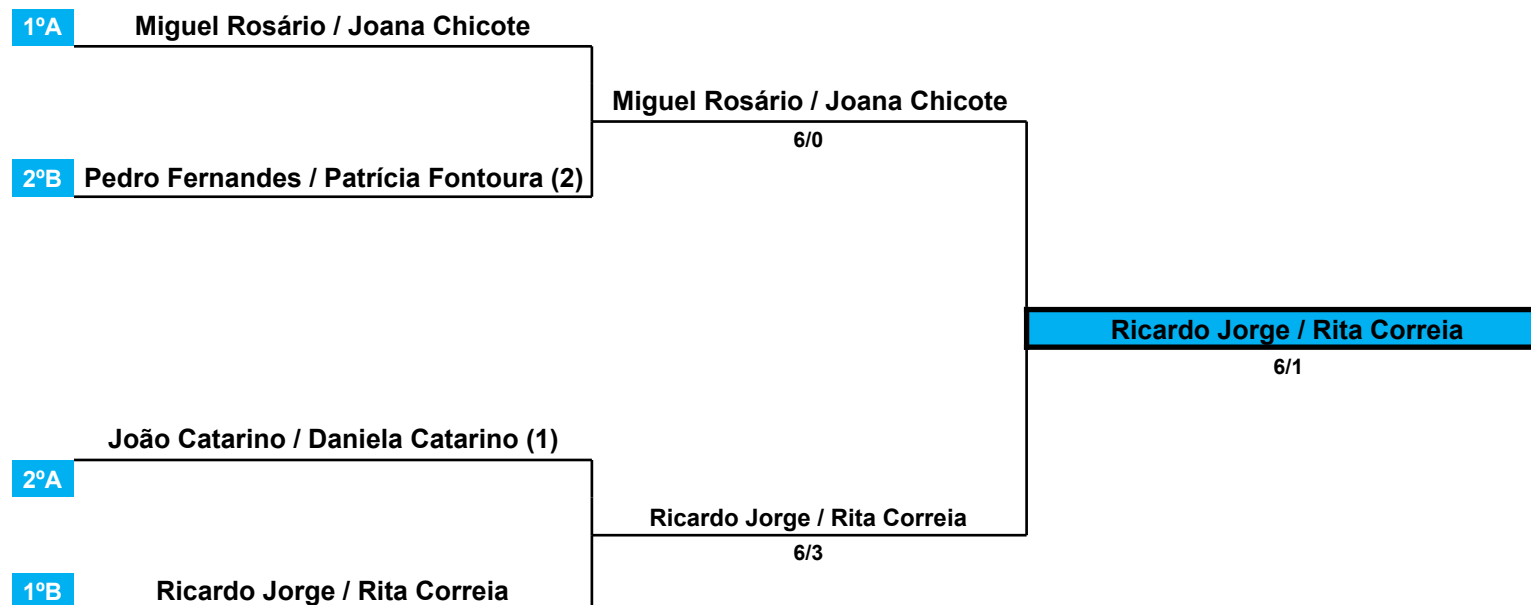 1ºA Miguel Rosário / Joana Chicote
Miguel Rosário / Joana Chicote
6/0
2ºB Pedro Fernandes / Patrícia Fontoura (2)
Ricardo Jorge / Rita Correia
6/1
João Catarino / Daniela Catarino (1)
2ºA
Ricardo Jorge / Rita Correia
6/3
1ºB Ricardo Jorge / Rita Correia